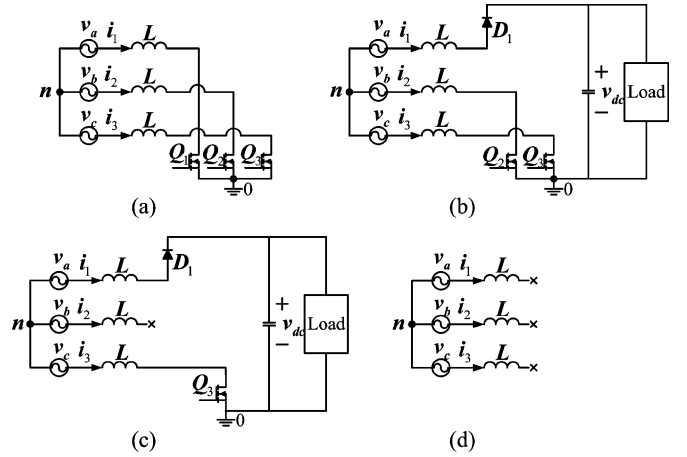 v_a i_1 L
n v_b i_2 L
v_c i_3 L
Q_1 Q_2 Q_3
0
(a)
v_a i_1 L D_1
n v_b i_2 L
v_c i_3 L
+ v_dc − Load
Q_2 Q_3
0
(b)
v_a i_1 L D_1
n v_b i_2 L
v_c i_3 L
+ v_dc − Load
Q_3
0
(c)
v_a i_1 L
n v_b i_2 L
v_c i_3 L
(d)